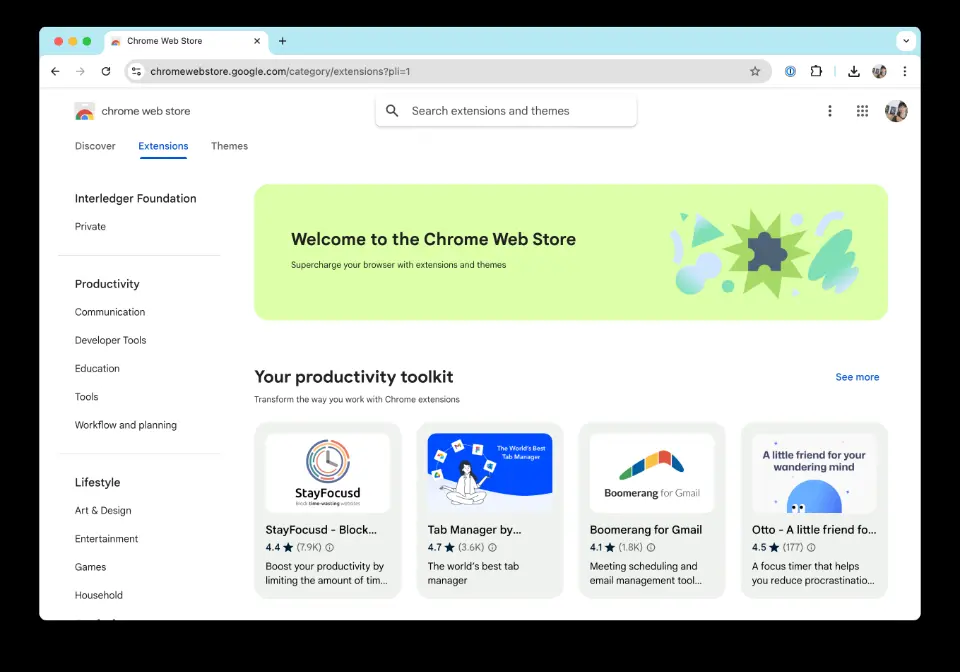 Chrome Web Store
chromewebstore.google.com/category/extensions?pli=1
chrome web store
Search extensions and themes
Discover
Extensions
Themes
Interledger Foundation
Private
Productivity
Communication
Developer Tools
Education
Tools
Workflow and planning
Lifestyle
Art & Design
Entertainment
Games
Household
Welcome to the Chrome Web Store
Supercharge your browser with extensions and themes
Your productivity toolkit
See more
Transform the way you work with Chrome extensions
StayFocusd
block time-wasting websites
StayFocusd - Block...
4.4 ★ (7.9K)
Boost your productivity by
limiting the amount of tim...
The World's Best
Tab Manager
Tab Manager by...
4.7 ★ (3.6K)
The world's best tab
manager
Boomerang for Gmail
Boomerang for Gmail
4.1 ★ (1.8K)
Meeting scheduling and
email management tool...
A little friend for your
wandering mind
Otto - A little friend fo...
4.5 ★ (177)
A focus timer that helps
you reduce procrastinatio...